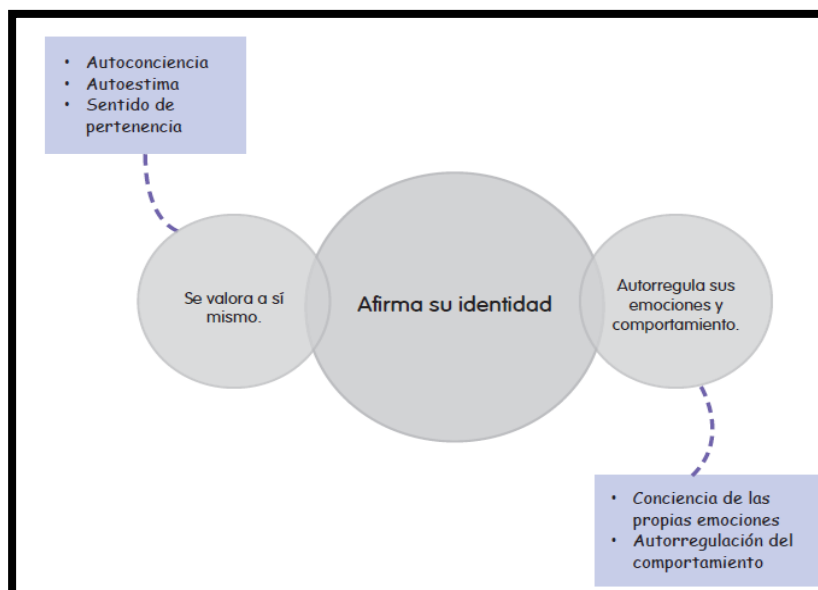 • Autoconciencia
• Autoestima
• Sentido de
pertenencia
Se valora a sí
mismo.
Afirma su identidad
Autorregula sus
emociones y
comportamiento.
• Conciencia de las
propias emociones
• Autorregulación del
comportamiento